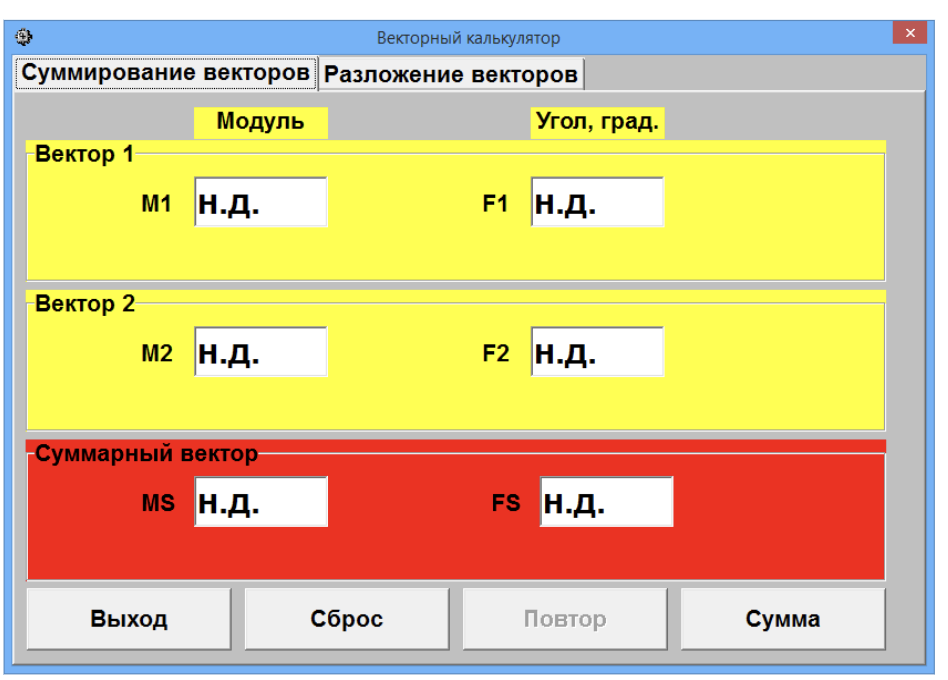 Векторный калькулятор
×
Суммирование векторов Разложение векторов
Модуль Угол, град.
Вектор 1
M1 н.д. F1 н.д.
Вектор 2
M2 н.д. F2 н.д.
Суммарный вектор
MS н.д. FS н.д.
Выход Сброс Повтор Сумма